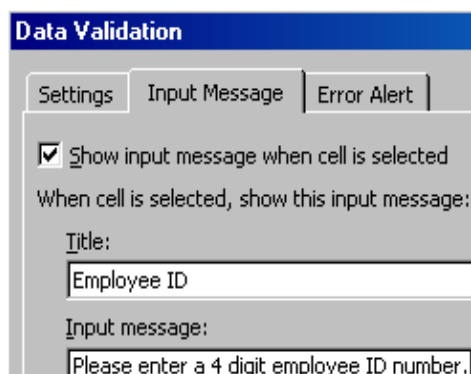 Data Validation
Settings Input Message Error Alert
Show input message when cell is selected
When cell is selected, show this input message:
Title:
Employee ID
Input message:
Please enter a 4 digit employee ID number.